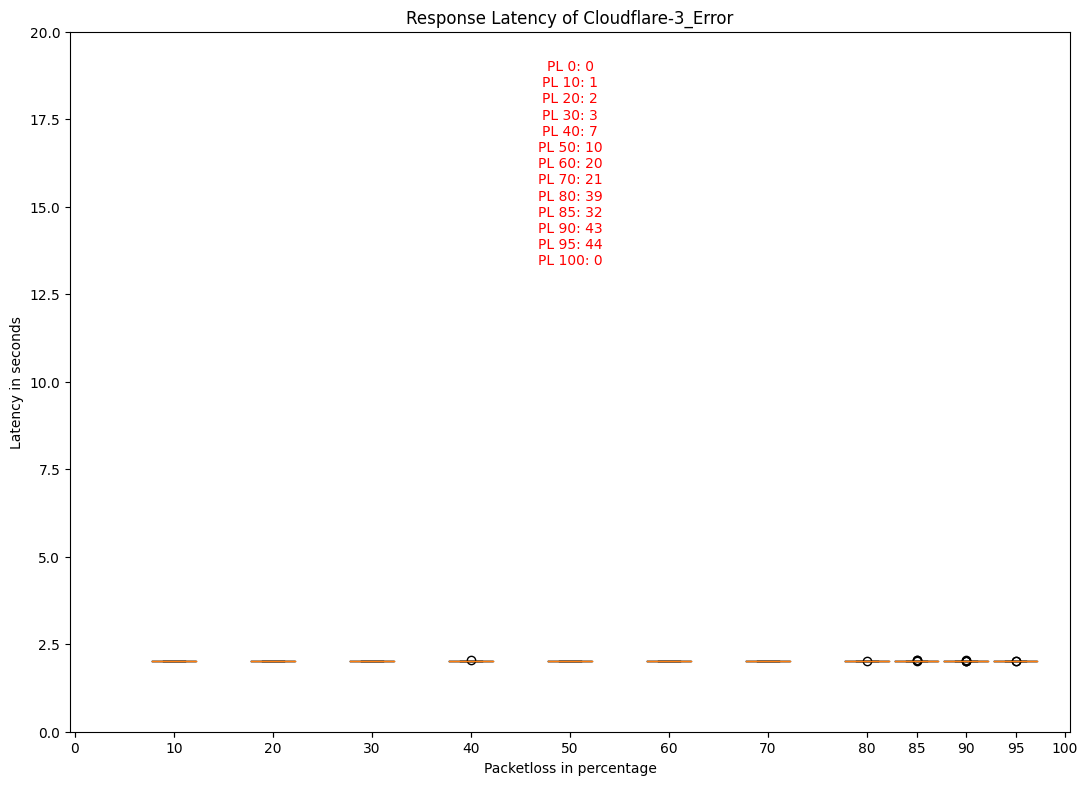 Response Latency of Cloudflare-3_Error
20.0
17.5
15.0
12.5
10.0
7.5
5.0
2.5
0.0
Latency in seconds
PL 0: 0
PL 10: 1
PL 20: 2
PL 30: 3
PL 40: 7
PL 50: 10
PL 60: 20
PL 70: 21
PL 80: 39
PL 85: 32
PL 90: 43
PL 95: 44
PL 100: 0
0 10 20 30 40 50 60 70 80 85 90 95 100
Packetloss in percentage